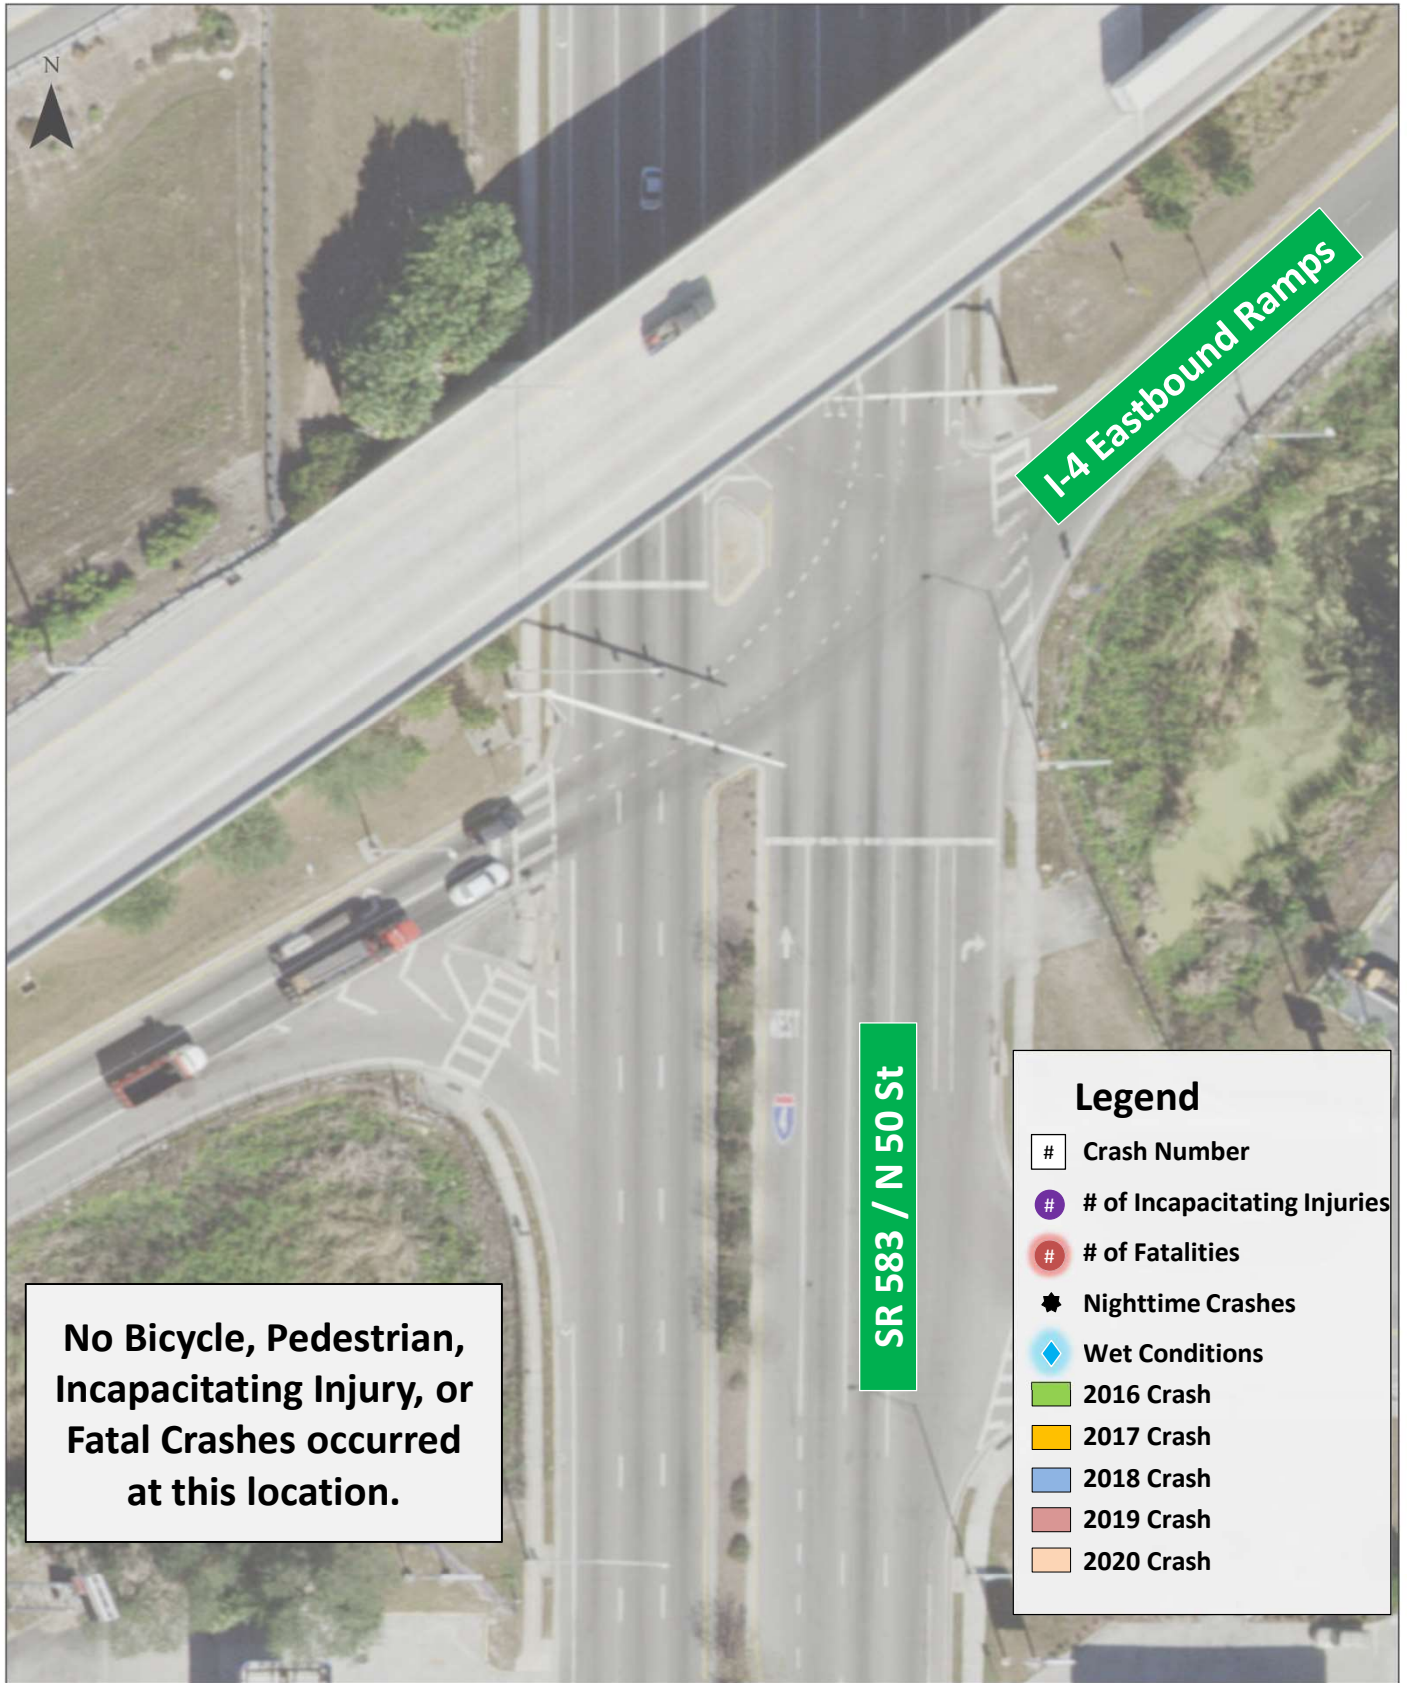 N
I-4 Eastbound Ramps
SR 583 / N 50 St
Legend
# Crash Number
# # of Incapacitating Injuries
# # of Fatalities
Nighttime Crashes
Wet Conditions
2016 Crash
2017 Crash
2018 Crash
2019 Crash
2020 Crash
No Bicycle, Pedestrian,
Incapacitating Injury, or
Fatal Crashes occurred
at this location.